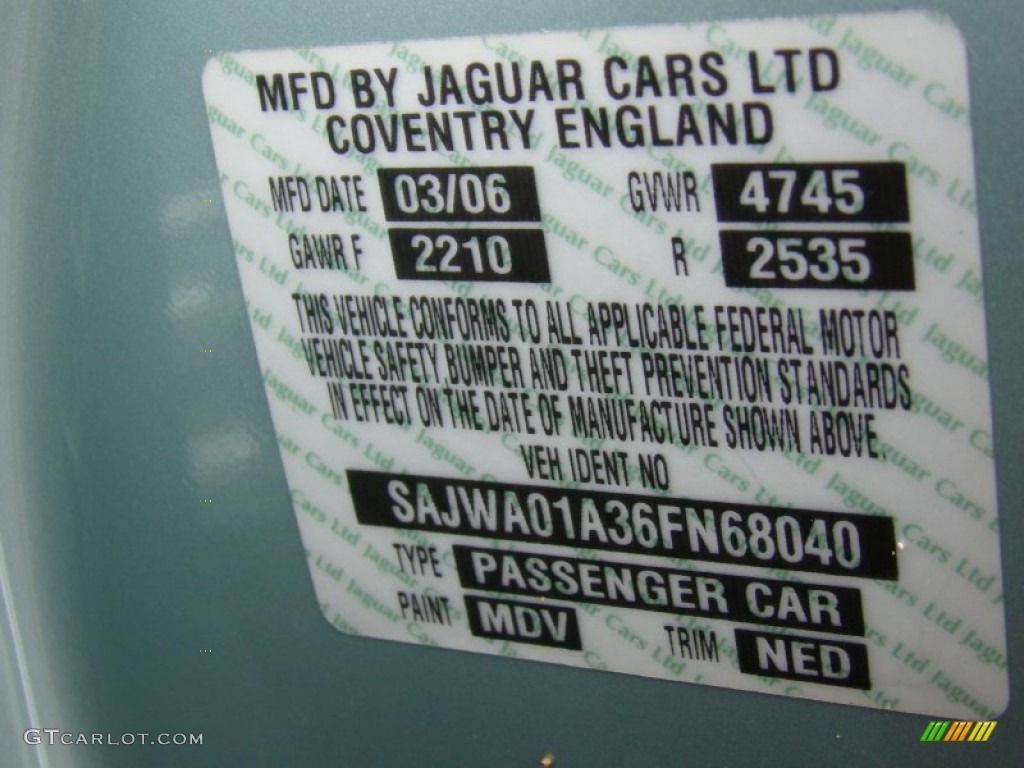 MFD BY JAGUAR CARS LTD
COVENTRY ENGLAND
MFD DATE 03/06 GVWR 4745
GAWR F 2210 R 2535
THIS VEHICLE CONFORMS TO ALL APPLICABLE FEDERAL MOTOR
VEHICLE SAFETY, BUMPER AND THEFT PREVENTION STANDARDS
IN EFFECT ON THE DATE OF MANUFACTURE SHOWN ABOVE.
VEH IDENT NO
SAJWA01A36FN68040
TYPE PASSENGER CAR
PAINT MDV TRIM NED
GTCARLOT.COM